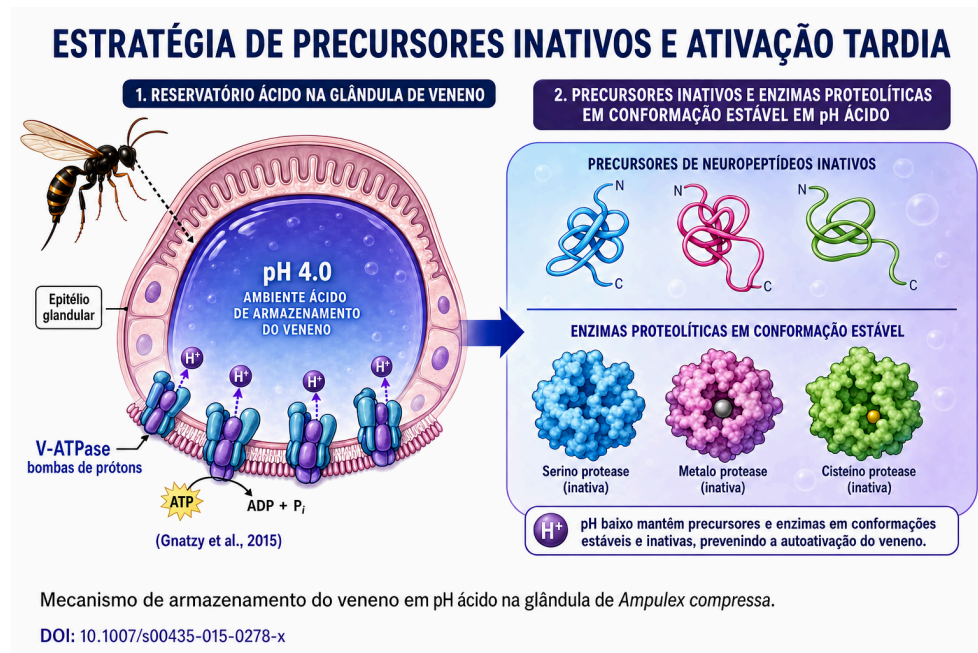 ESTRATÉGIA DE PRECURSORES INATIVOS E ATIVAÇÃO TARDIA
1. RESERVATÓRIO ÁCIDO NA GLÂNDULA DE VENENO
pH 4.0
AMBIENTE ÁCIDO
DE ARMAZENAMENTO
DO VENENO
Epitélio
glandular
H+
H+
H+
H+
V-ATPase
bombas de prótons
ATP
ADP + Pi
(Gnatzy et al., 2015)
2. PRECURSORES INATIVOS E ENZIMAS PROTEOLÍTICAS
EM CONFORMAÇÃO ESTÁVEL EM pH ÁCIDO
PRECURSORES DE NEUROPEPTÍDEOS INATIVOS
N
C
N
C
N
C
ENZIMAS PROTEOLÍTICAS EM CONFORMAÇÃO ESTÁVEL
Serino protease
(inativa)
Metalo protease
(inativa)
Cisteíno protease
(inativa)
H+
pH baixo mantêm precursores e enzimas em conformações
estáveis e inativas, prevenindo a autoativação do veneno.
Mecanismo de armazenamento do veneno em pH ácido na glândula de Ampulex compressa.
DOI: 10.1007/s00435-015-0278-x